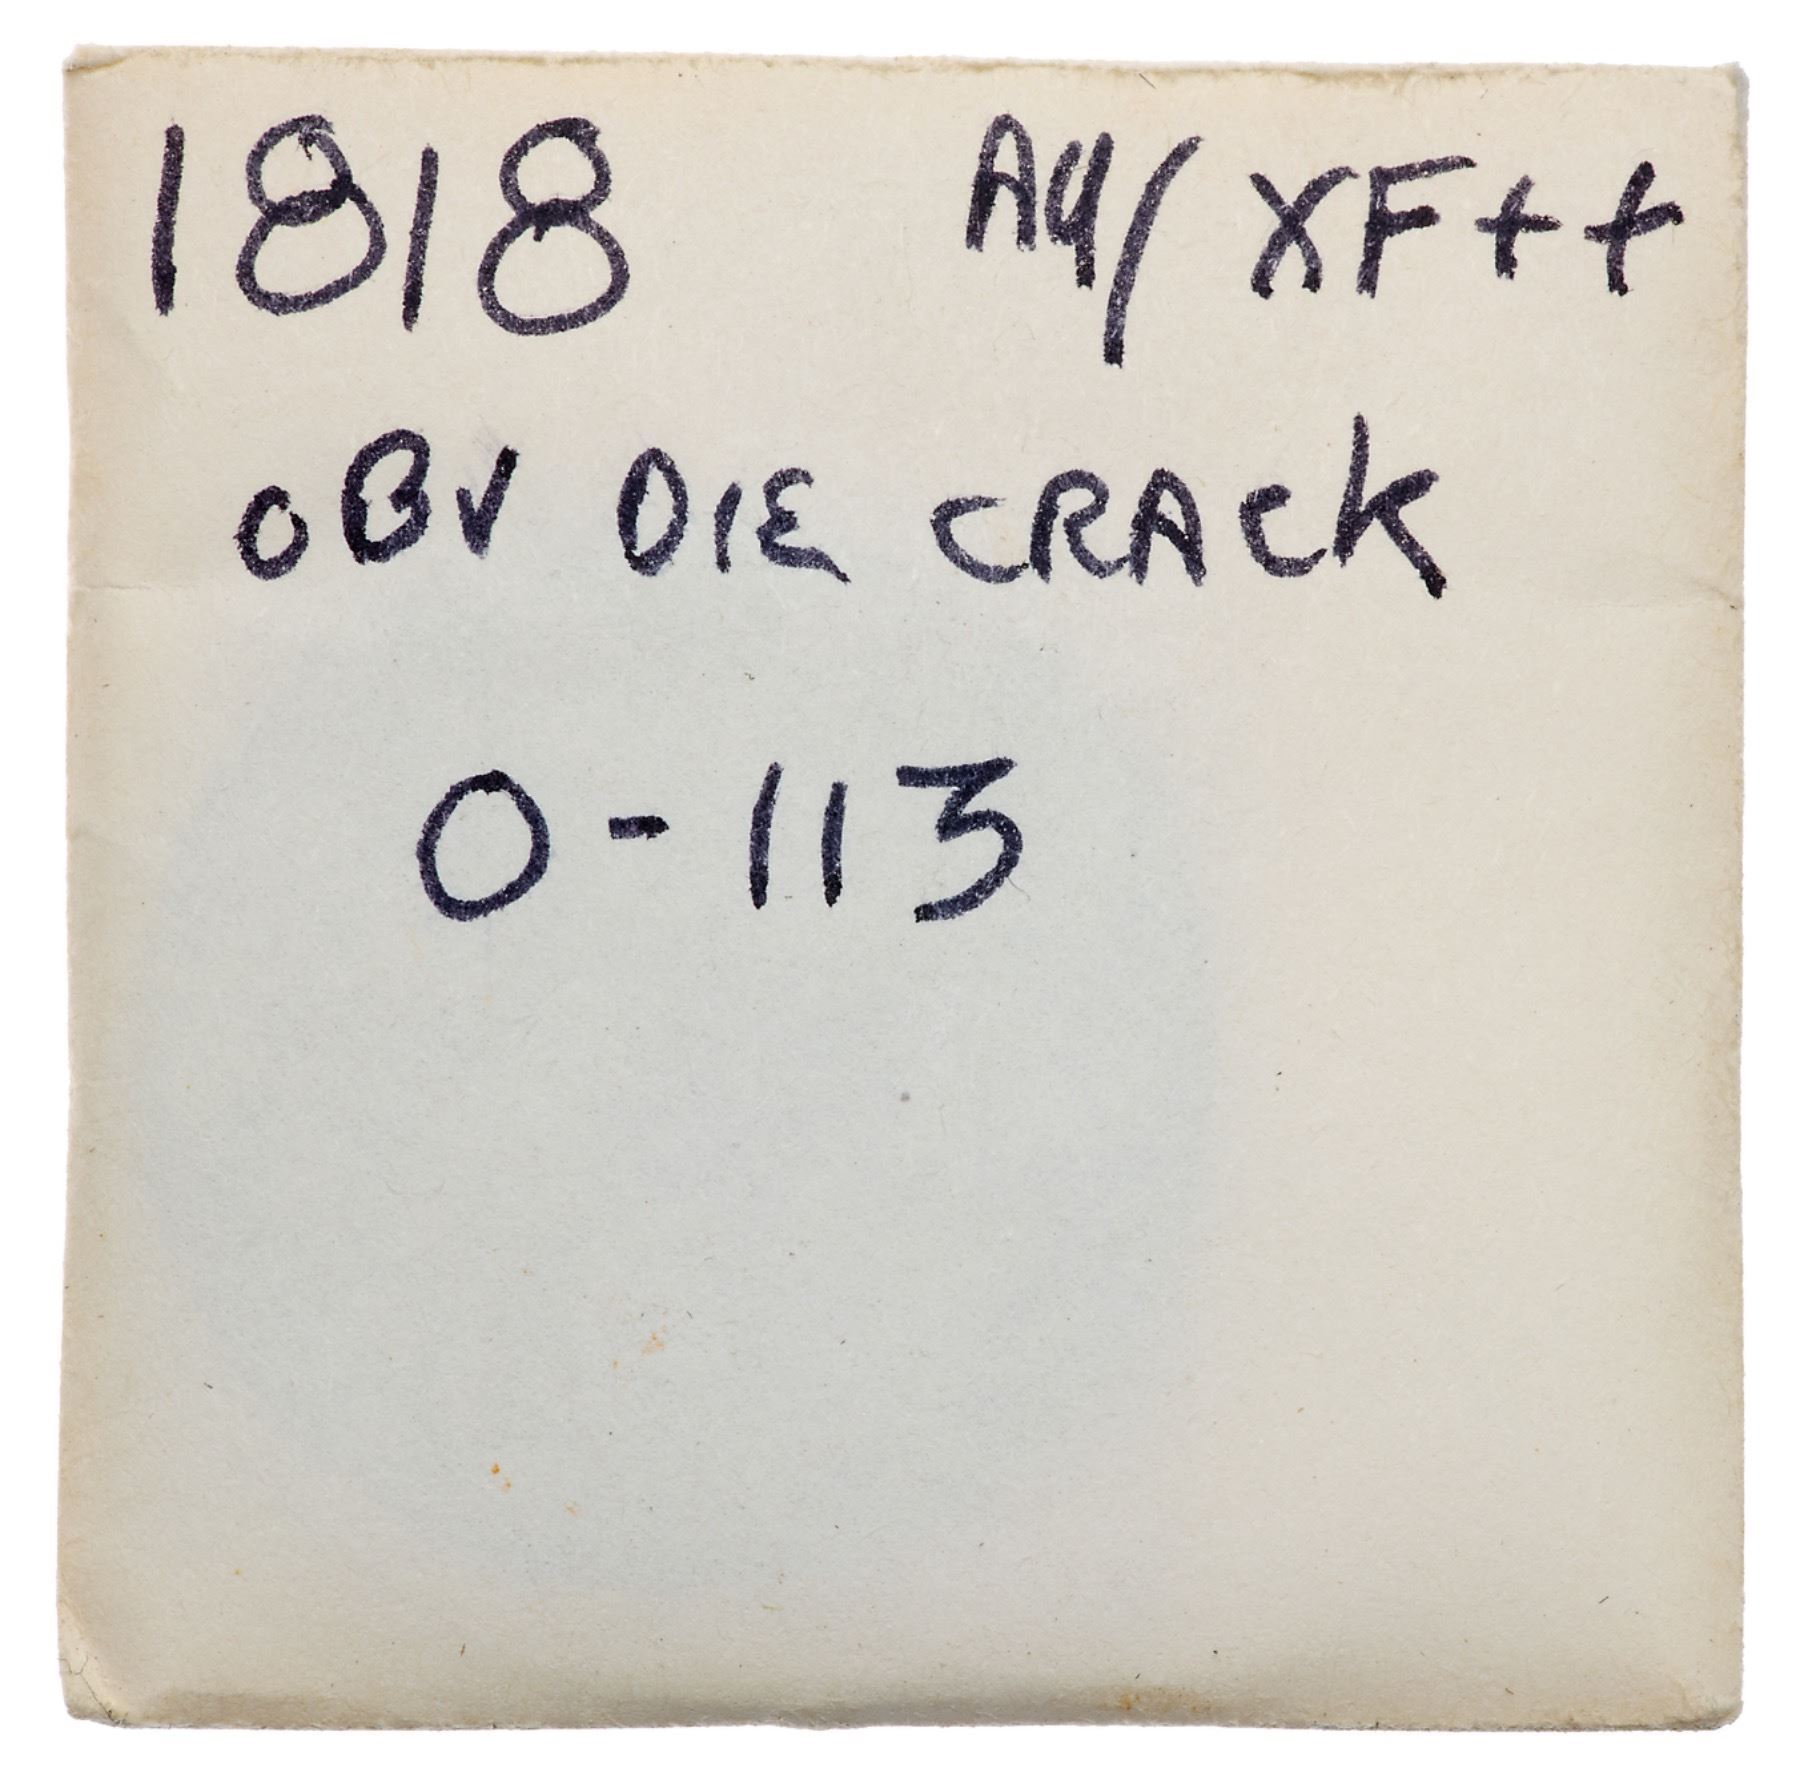 1818 AU/XF++
OBV DIE CRACK
O-113